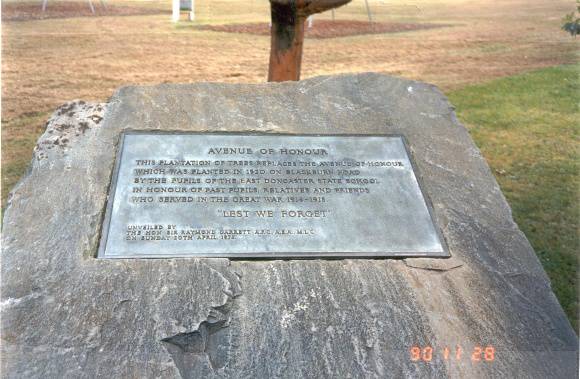 AVENUE OF HONOUR
THIS PLANTATION OF TREES REPLACES THE AVENUE OF HONOUR
WHICH WAS PLANTED IN 1920 ON BLACKBURN ROAD
BY THE PUPILS OF THE EAST DONCASTER STATE SCHOOL
IN HONOUR OF PAST PUPILS, RELATIVES AND FRIENDS
WHO SERVED IN THE GREAT WAR 1914-1918
"LEST WE FORGET"
UNVEILED BY
THE HON SIR RAYMOND GARRETT A.F.C. A.E.A. M.L.C.
ON SUNDAY 20TH APRIL
90 11 28